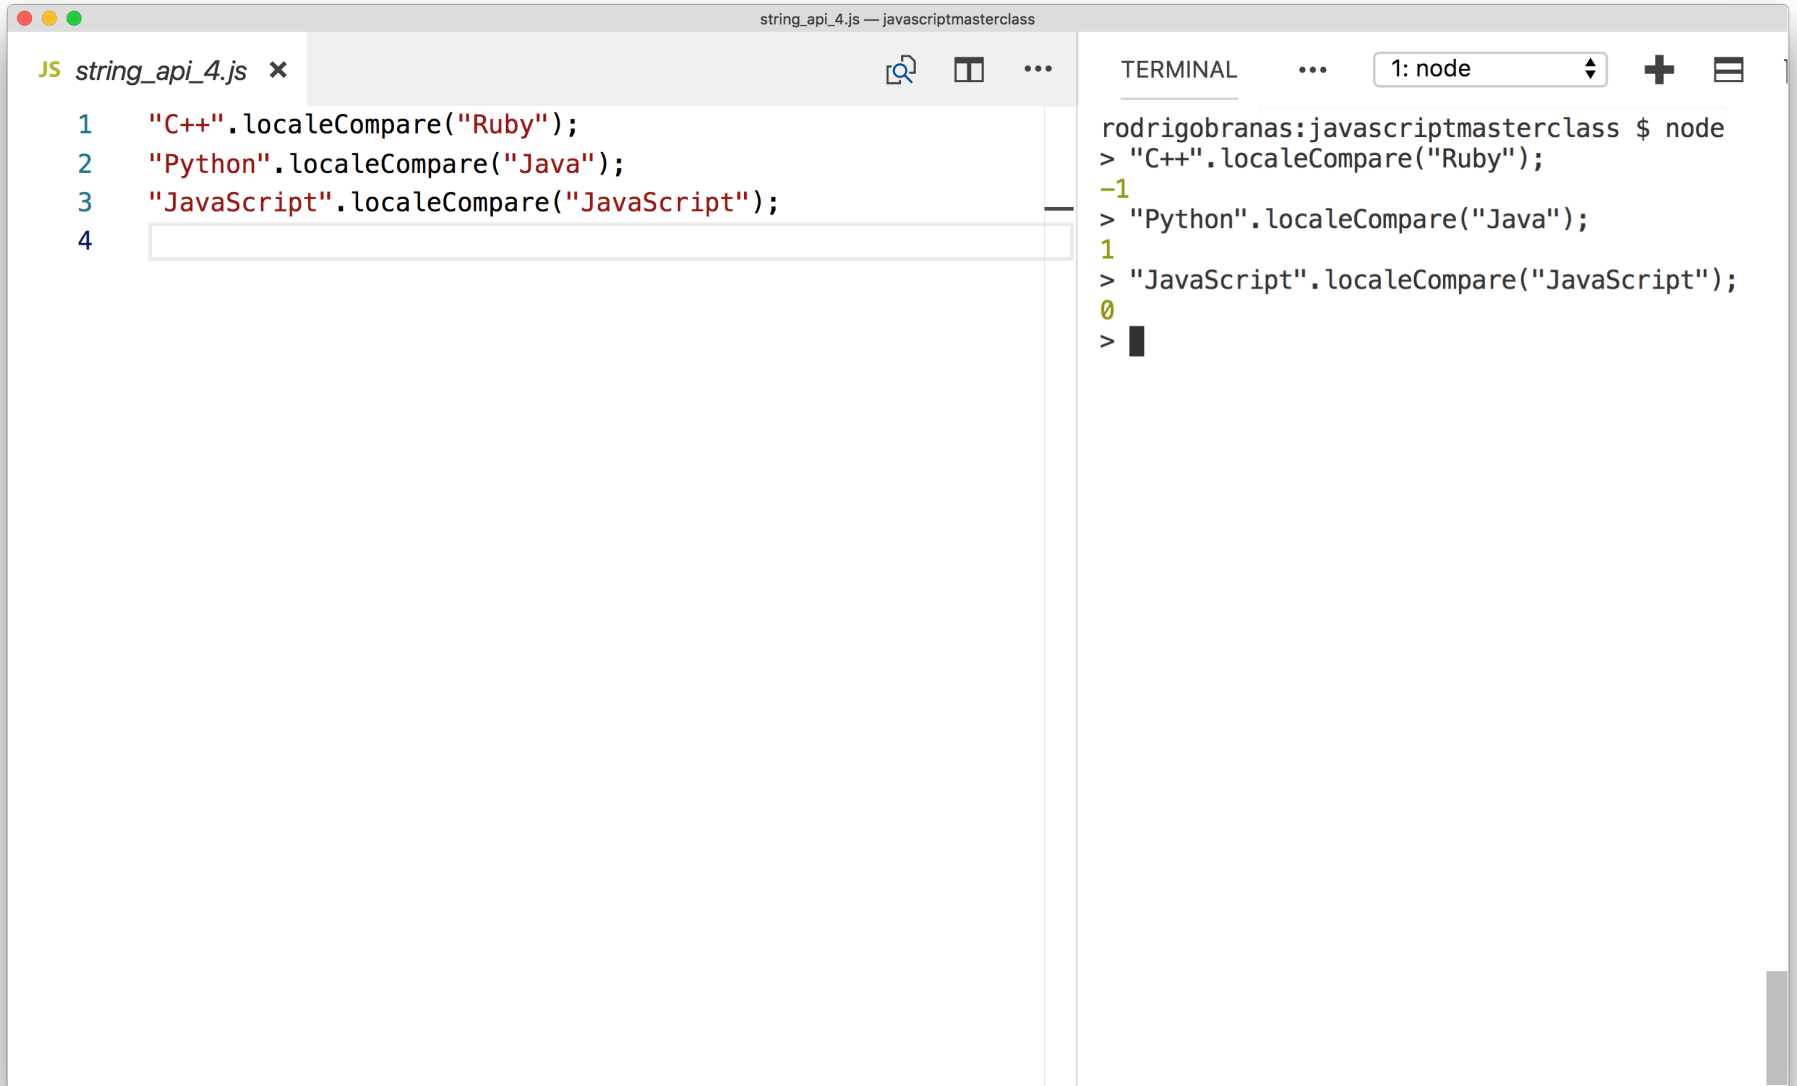 string_api_4.js — javascriptmasterclass
JS string_api_4.js
1 "C++".localeCompare("Ruby");
2 "Python".localeCompare("Java");
3 "JavaScript".localeCompare("JavaScript");
4
TERMINAL
1: node
rodrigobranas:javascriptmasterclass $ node
> "C++".localeCompare("Ruby");
-1
> "Python".localeCompare("Java");
1
> "JavaScript".localeCompare("JavaScript");
0
>